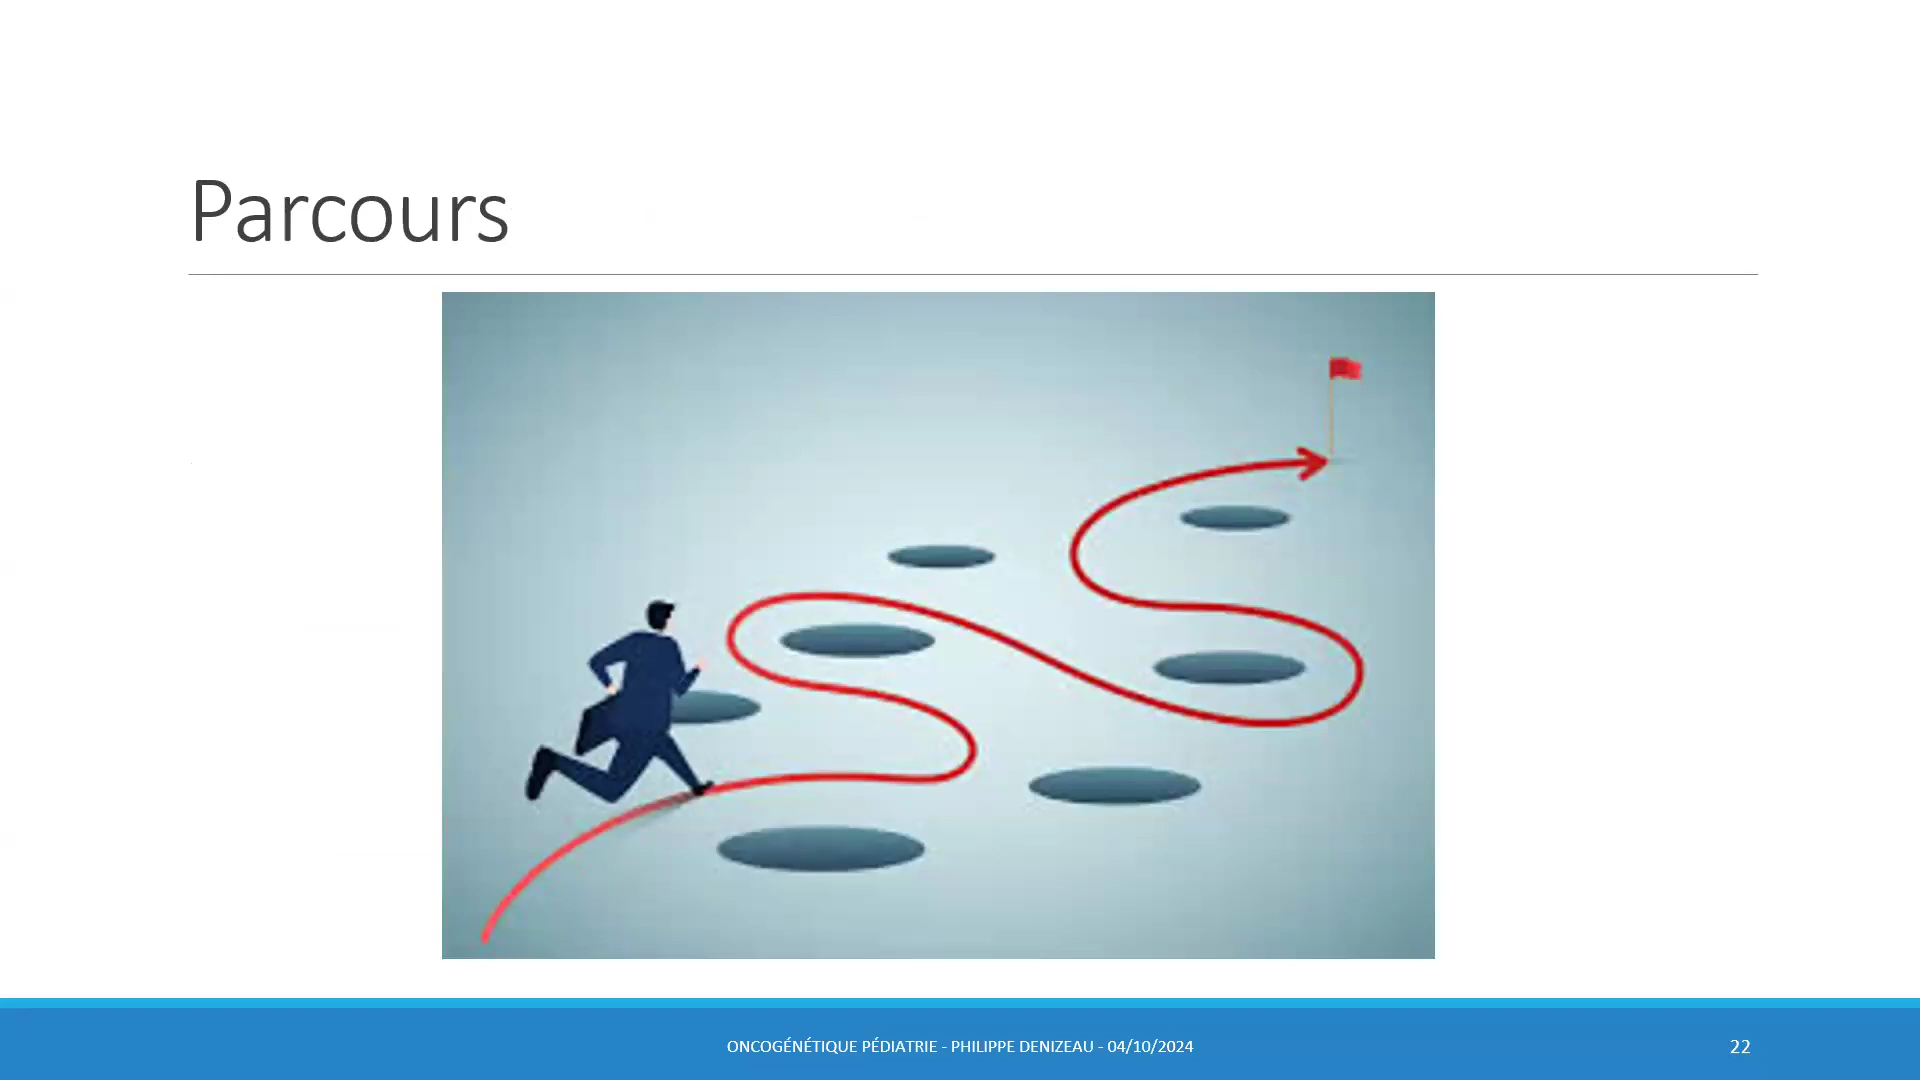 Parcours
ONCOGÉNÉTIQUE PÉDIATRIE - PHILIPPE DENIZEAU - 04/10/2024
22